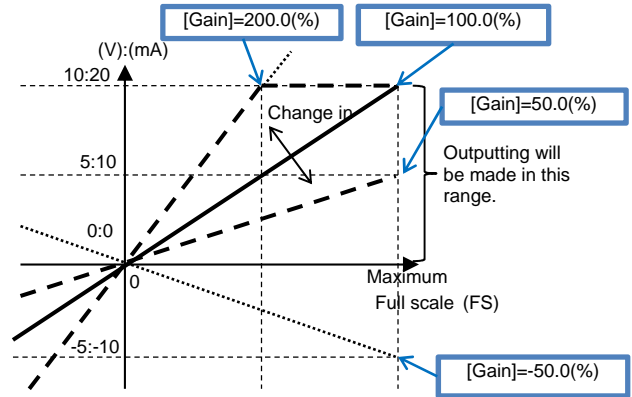 [Gain]=200.0(%)
[Gain]=100.0(%)
(V):(mA)
10:20
[Gain]=50.0(%)
Change in
5:10
Outputting will
be made in this
range.
0:0
0
Maximum
Full scale (FS)
-5:-10
[Gain]=-50.0(%)